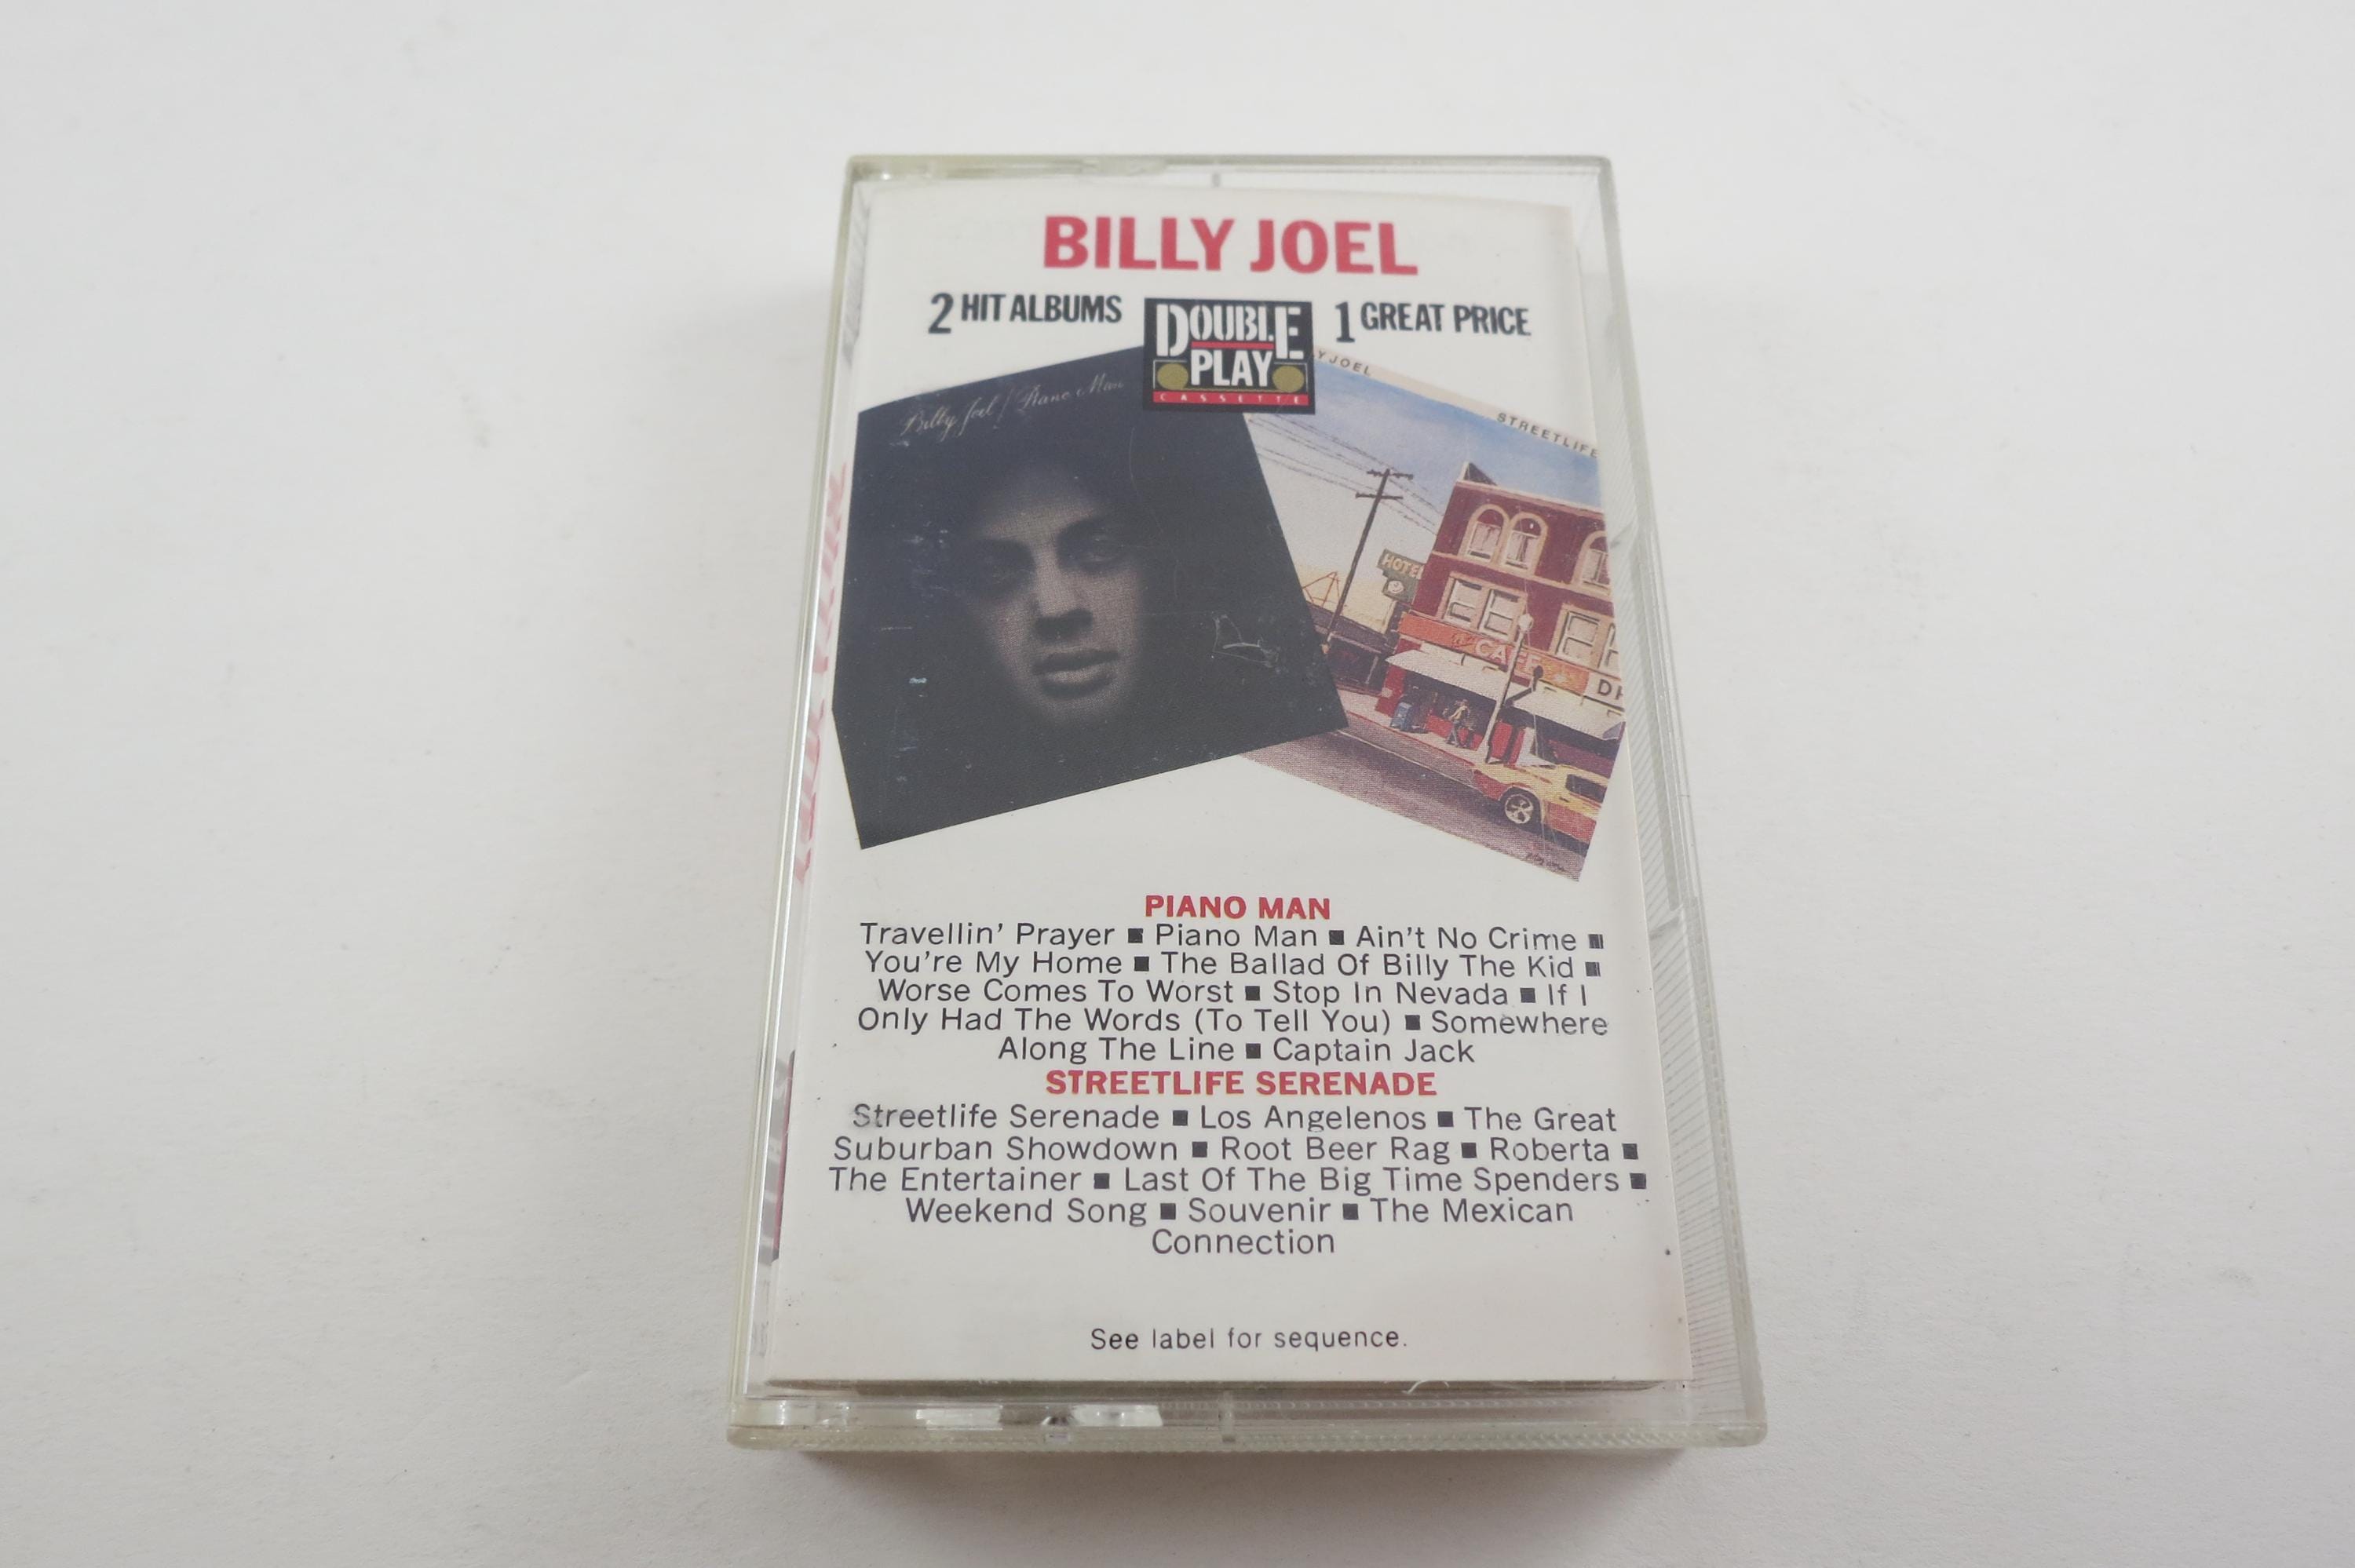 BILLY JOEL
2 HIT ALBUMS
DOUBLE
PLAY
CASSETTE
1 GREAT PRICE
Billy Joel / Piano Man
YJOEL
STREETLIFE
HOTE
CAFE
PIANO MAN
Travellin' Prayer ■ Piano Man ■ Ain't No Crime ■
You're My Home ■ The Ballad Of Billy The Kid ■
Worse Comes To Worst ■ Stop In Nevada ■ If I
Only Had The Words (To Tell You) ■ Somewhere
Along The Line ■ Captain Jack
STREETLIFE SERENADE
Streetlife Serenade ■ Los Angelenos ■ The Great
Suburban Showdown ■ Root Beer Rag ■ Roberta ■
The Entertainer ■ Last Of The Big Time Spenders ■
Weekend Song ■ Souvenir ■ The Mexican
Connection
See label for sequence.